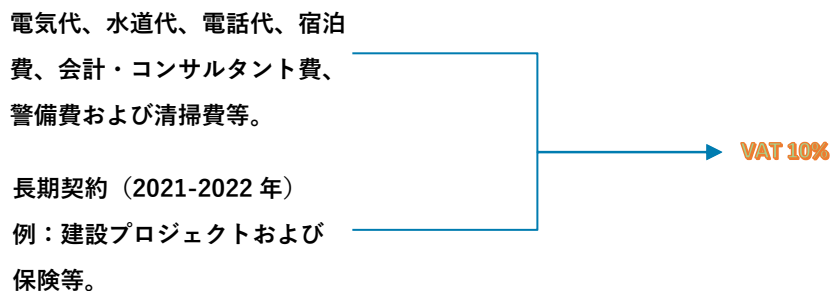 電気代、水道代、電話代、宿泊
費、会計・コンサルタント費、
警備費および清掃費等。
VAT 10%
長期契約（2021-2022 年）
例：建設プロジェクトおよび
保険等。